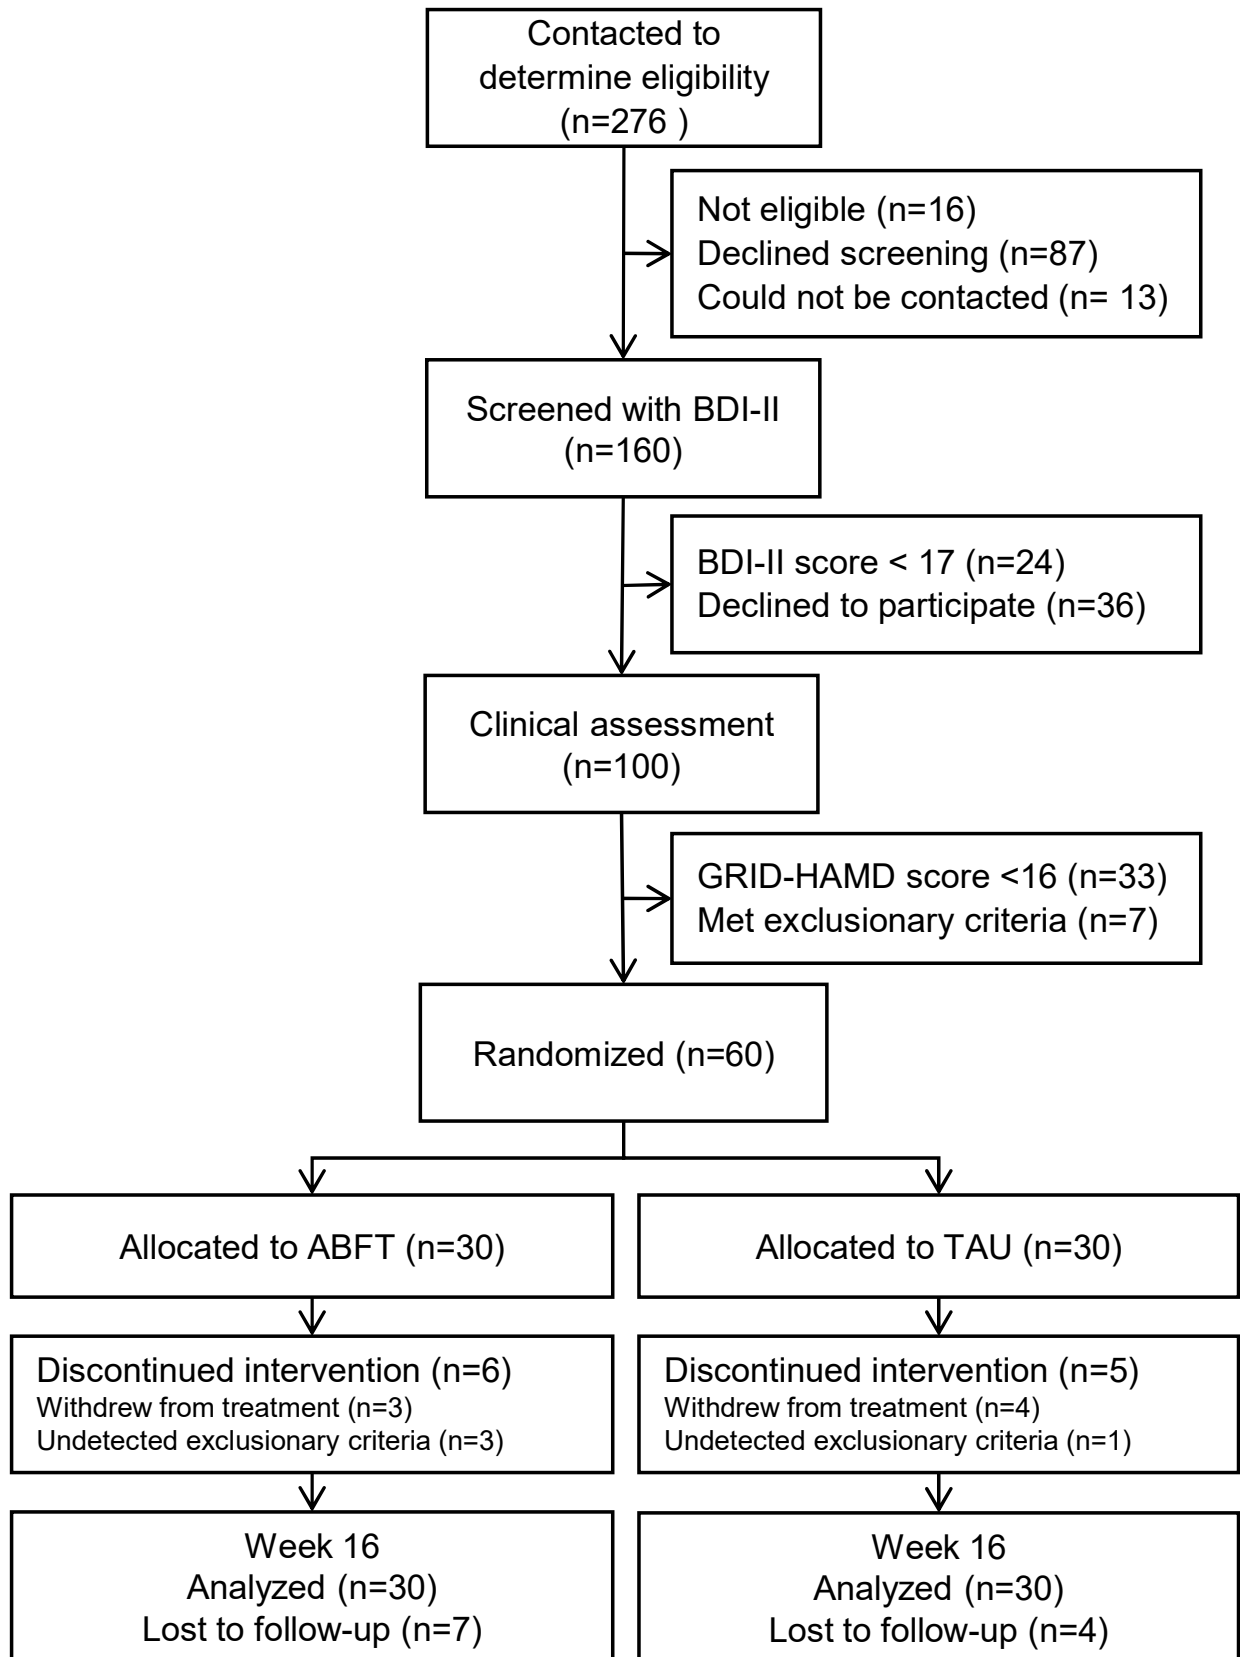 Contacted to
determine eligibility
(n=276 )
Not eligible (n=16)
Declined screening (n=87)
Could not be contacted (n= 13)
Screened with BDI-II
(n=160)
BDI-II score < 17 (n=24)
Declined to participate (n=36)
Clinical assessment
(n=100)
GRID-HAMD score <16 (n=33)
Met exclusionary criteria (n=7)
Randomized (n=60)
Allocated to ABFT (n=30)
Allocated to TAU (n=30)
Discontinued intervention (n=6)
Withdrew from treatment (n=3)
Undetected exclusionary criteria (n=3)
Discontinued intervention (n=5)
Withdrew from treatment (n=4)
Undetected exclusionary criteria (n=1)
Week 16
Analyzed (n=30)
Lost to follow-up (n=7)
Week 16
Analyzed (n=30)
Lost to follow-up (n=4)